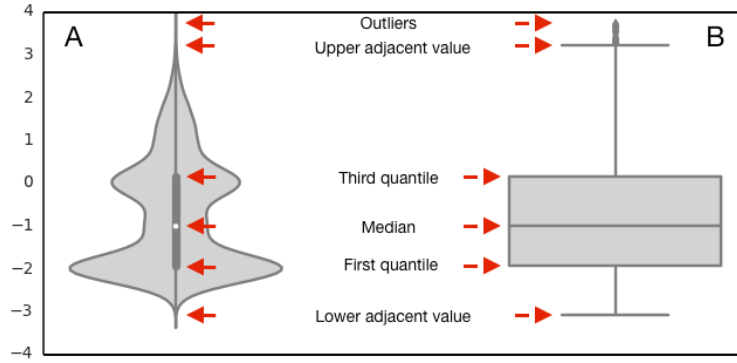 4
A
Outliers
B
Upper adjacent value
3
2
1
0
Third quantile
−1
Median
−2
First quantile
−3
Lower adjacent value
−4